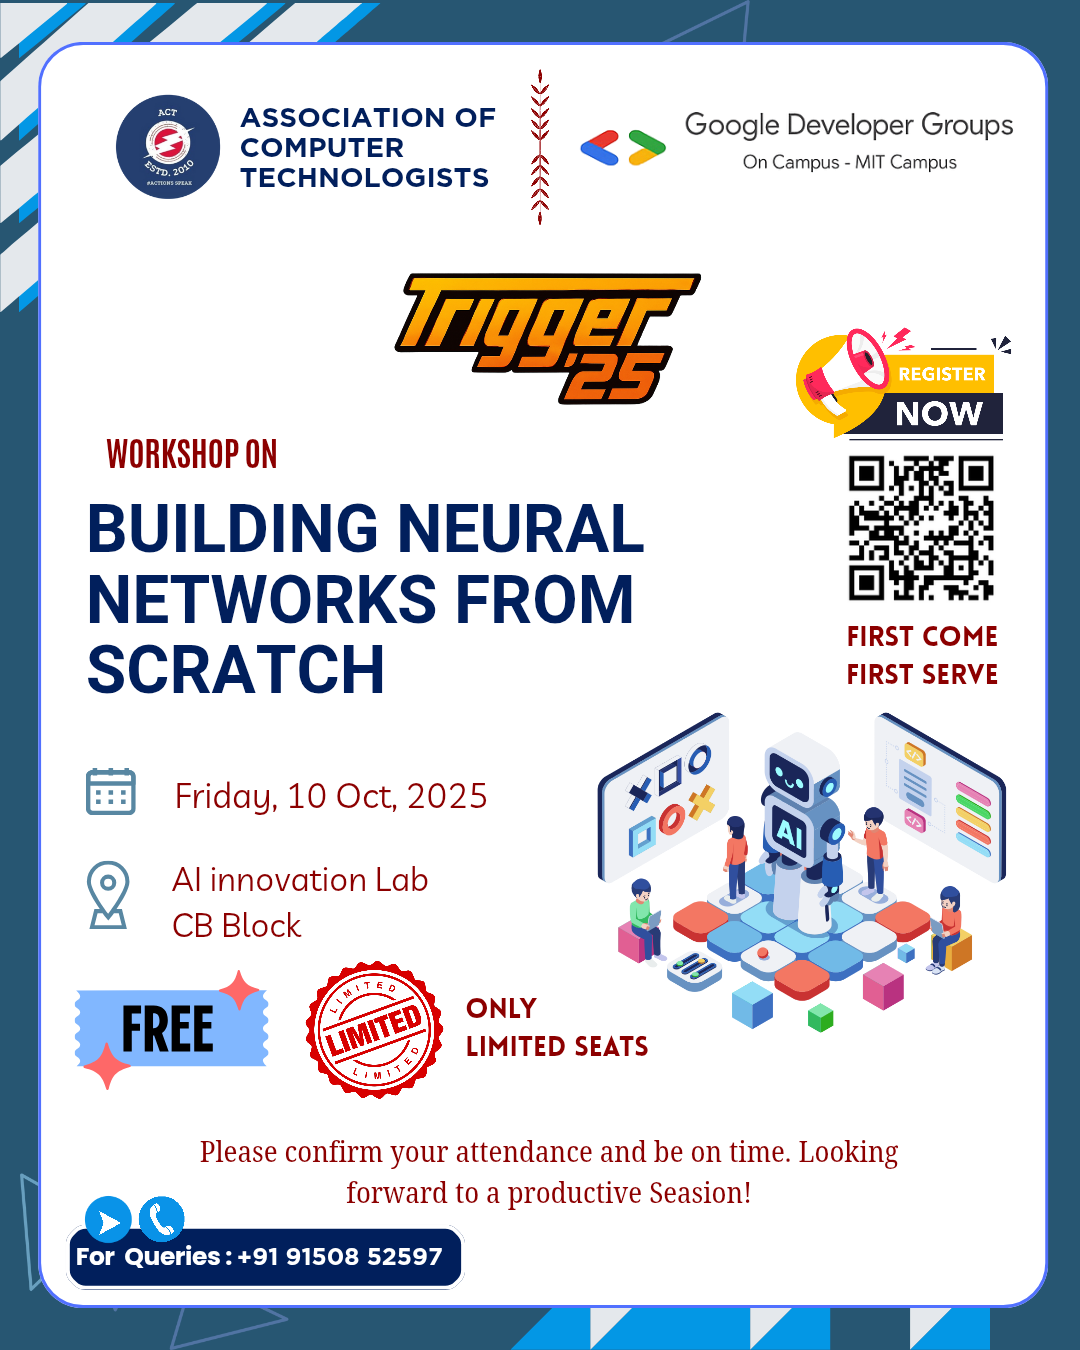 ACT
ESTD. 2010
#ACTIONS SPEAK
ASSOCIATION OF
COMPUTER
TECHNOLOGISTS
Google Developer Groups
On Campus - MIT Campus
Trigger
'25
REGISTER
NOW
WORKSHOP ON
BUILDING NEURAL
NETWORKS FROM
SCRATCH
FIRST COME
FIRST SERVE
Friday, 10 Oct, 2025
AI innovation Lab
CB Block
AI
</>
</>
FREE
LIMITED
LIMITED
LIMITED
ONLY
LIMITED SEATS
Please confirm your attendance and be on time. Looking
forward to a productive Seasion!
For Queries : +91 91508 52597